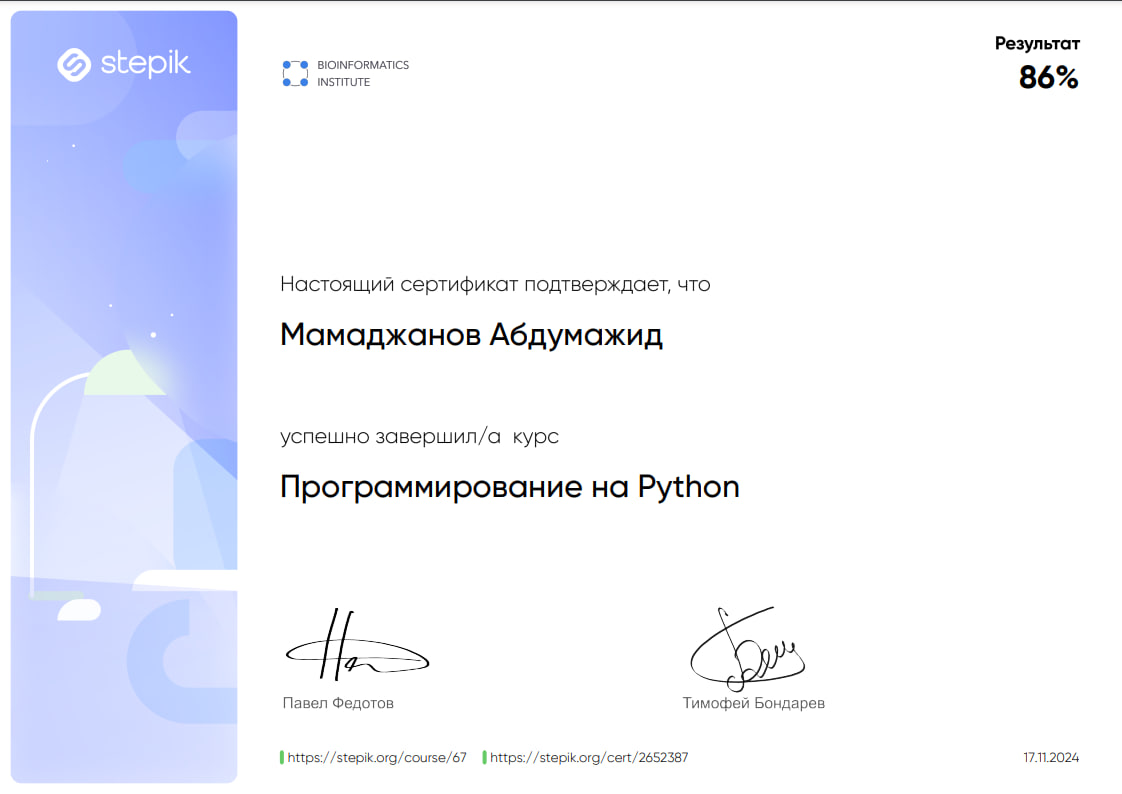 stepik
BIOINFORMATICS
INSTITUTE
Результат
86%
Настоящий сертификат подтверждает, что
Мамаджанов Абдумажид
успешно завершил/а курс
Программирование на Python
Павел Федотов
Тимофей Бондарев
https://stepik.org/course/67
https://stepik.org/cert/2652387
17.11.2024